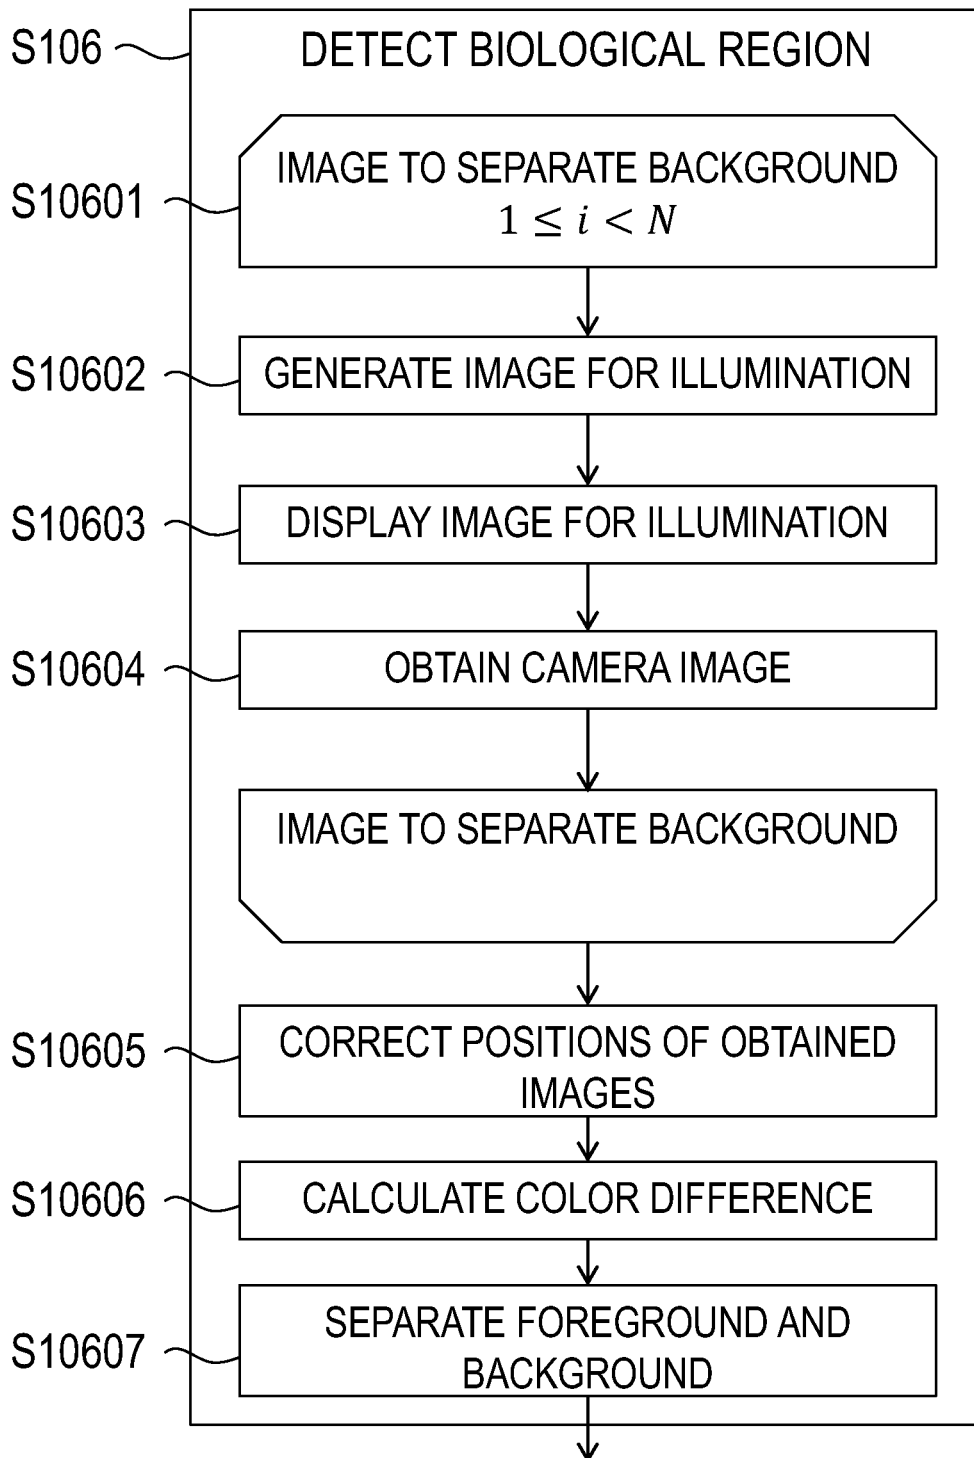 S106
DETECT BIOLOGICAL REGION
S10601
IMAGE TO SEPARATE BACKGROUND
1 ≤ i < N
S10602
GENERATE IMAGE FOR ILLUMINATION
S10603
DISPLAY IMAGE FOR ILLUMINATION
S10604
OBTAIN CAMERA IMAGE
IMAGE TO SEPARATE BACKGROUND
S10605
CORRECT POSITIONS OF OBTAINED
IMAGES
S10606
CALCULATE COLOR DIFFERENCE
S10607
SEPARATE FOREGROUND AND
BACKGROUND